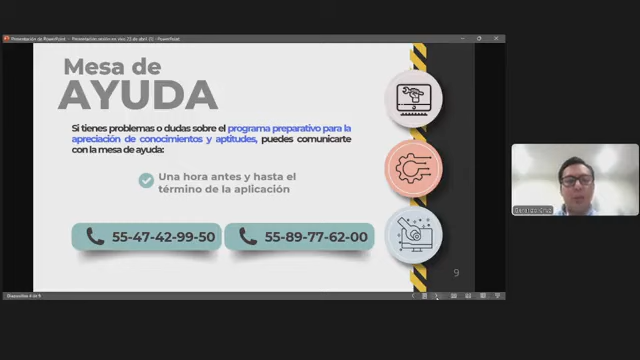 Mesa de
AYUDA
Si tienes problemas o dudas sobre el programa preparativo para la
apreciación de conocimientos y aptitudes, puedes comunicarte
con la mesa de ayuda:
Una hora antes y hasta el
término de la aplicación
55-47-42-99-50
55-89-77-62-00
9